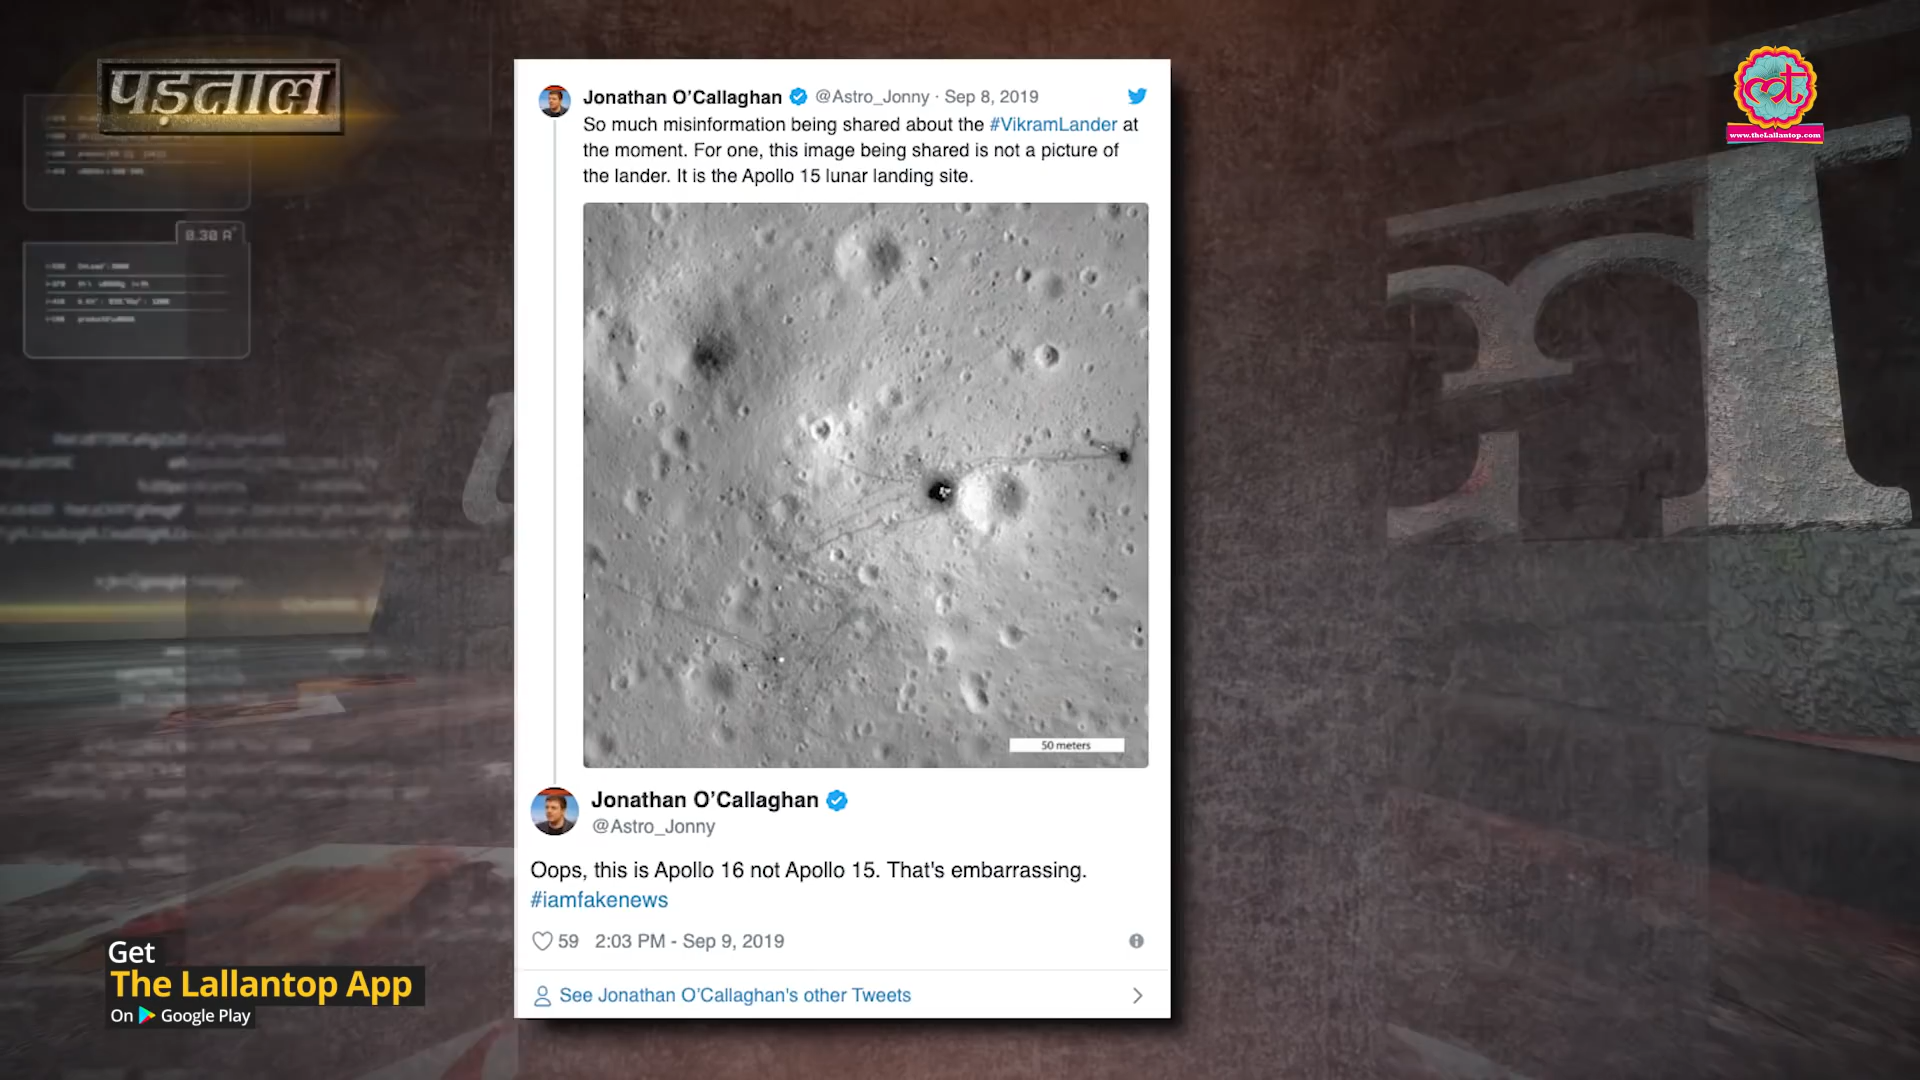 पड़ताल
www.theLallantop.com
0.30 A
Jonathan O'Callaghan @Astro_Jonny · Sep 8, 2019
So much misinformation being shared about the #VikramLander at
the moment. For one, this image being shared is not a picture of
the lander. It is the Apollo 15 lunar landing site.
50 meters
Jonathan O'Callaghan
@Astro_Jonny
Oops, this is Apollo 16 not Apollo 15. That's embarrassing.
#iamfakenews
59 2:03 PM - Sep 9, 2019
See Jonathan O'Callaghan's other Tweets
Get
The Lallantop App
On Google Play